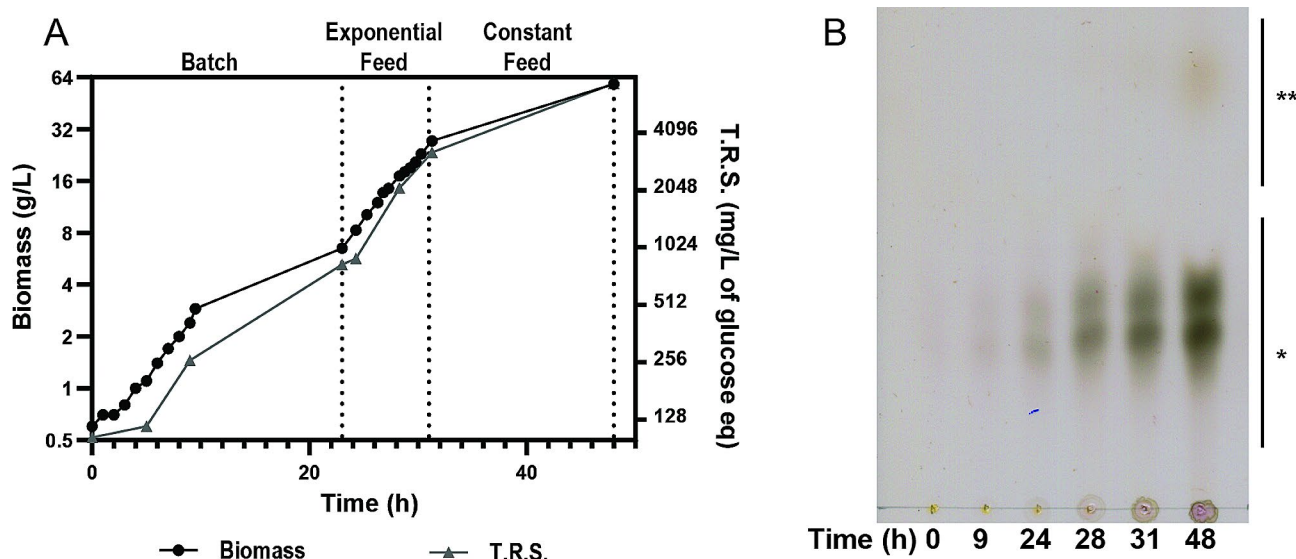 A
Batch
Exponential
Feed
Constant
Feed
64
32
16
8
4
2
1
0.5
Biomass (g/L)
4096
2048
1024
512
256
128
T.R.S. (mg/L of glucose eq)
0
20
40
Time (h)
Biomass
T.R.S.
B
**
*
Time (h) 0 9 24 28 31 48